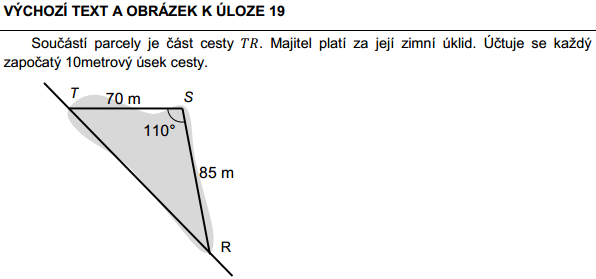 VÝCHOZÍ TEXT A OBRÁZEK K ÚLOZE 19
Součástí parcely je část cesty TR. Majitel platí za její zimní úklid. Účtuje se každý
započatý 10metrový úsek cesty.
T
70 m
S
110°
85 m
R